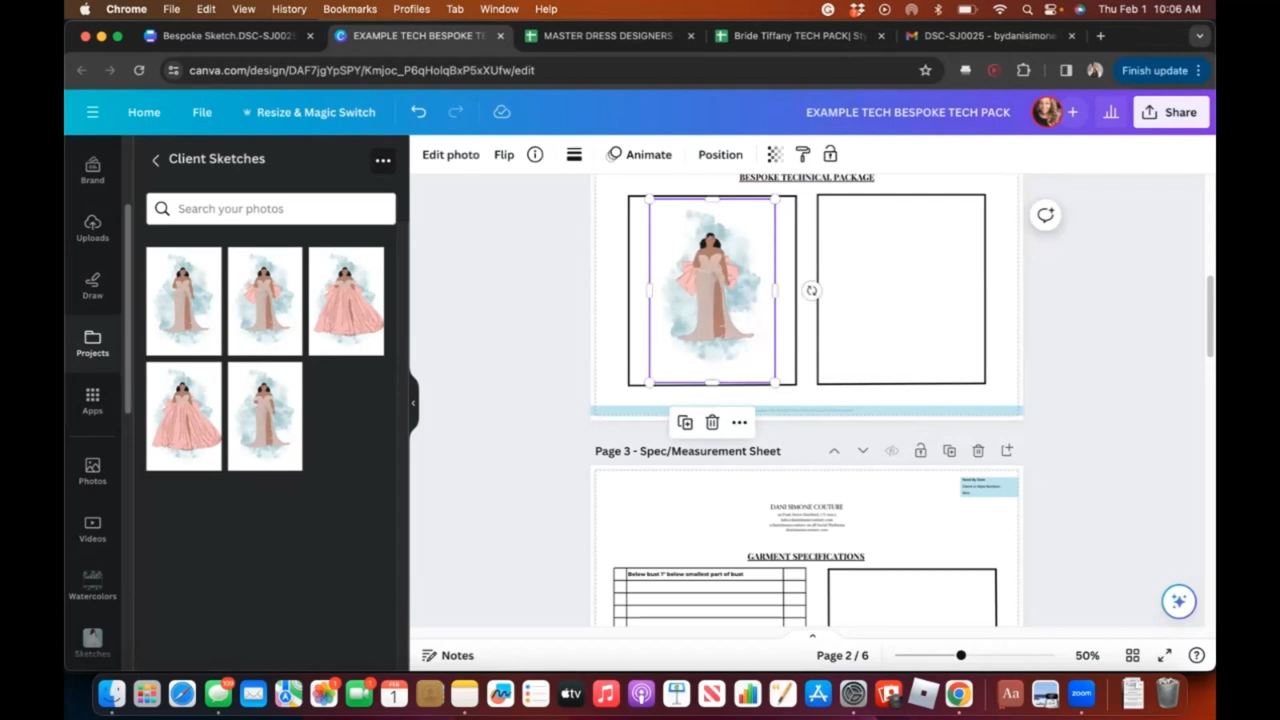 Chrome File Edit View History Bookmarks Profiles Tab Window Help Thu Feb 1 10:06 AM
Bespoke Sketch.DSC-SJ002 EXAMPLE TECH BESPOKE TE MASTER DRESS DESIGNERS Bride Tiffany TECH PACK| St DSC-SJ0025 - bydanisimone
canva.com/design/DAF7jgYpSPY/Kmjoc_P6qHolqBxP5xXUfw/edit Finish update
Home File Resize & Magic Switch EXAMPLE TECH BESPOKE TECH PACK Share
Client Sketches
Edit photo Flip Animate Position
Search your photos
Brand
Uploads
Draw
Projects
Apps
Photos
Videos
Watercolors
Sketches
BESPOKE TECHNICAL PACKAGE
Page 3 - Spec/Measurement Sheet
DANI SIMONE COUTURE
GARMENT SPECIFICATIONS
Below bust 1" below smallest part of bust
Notes Page 2 / 6 50%
FEB
1
zoom